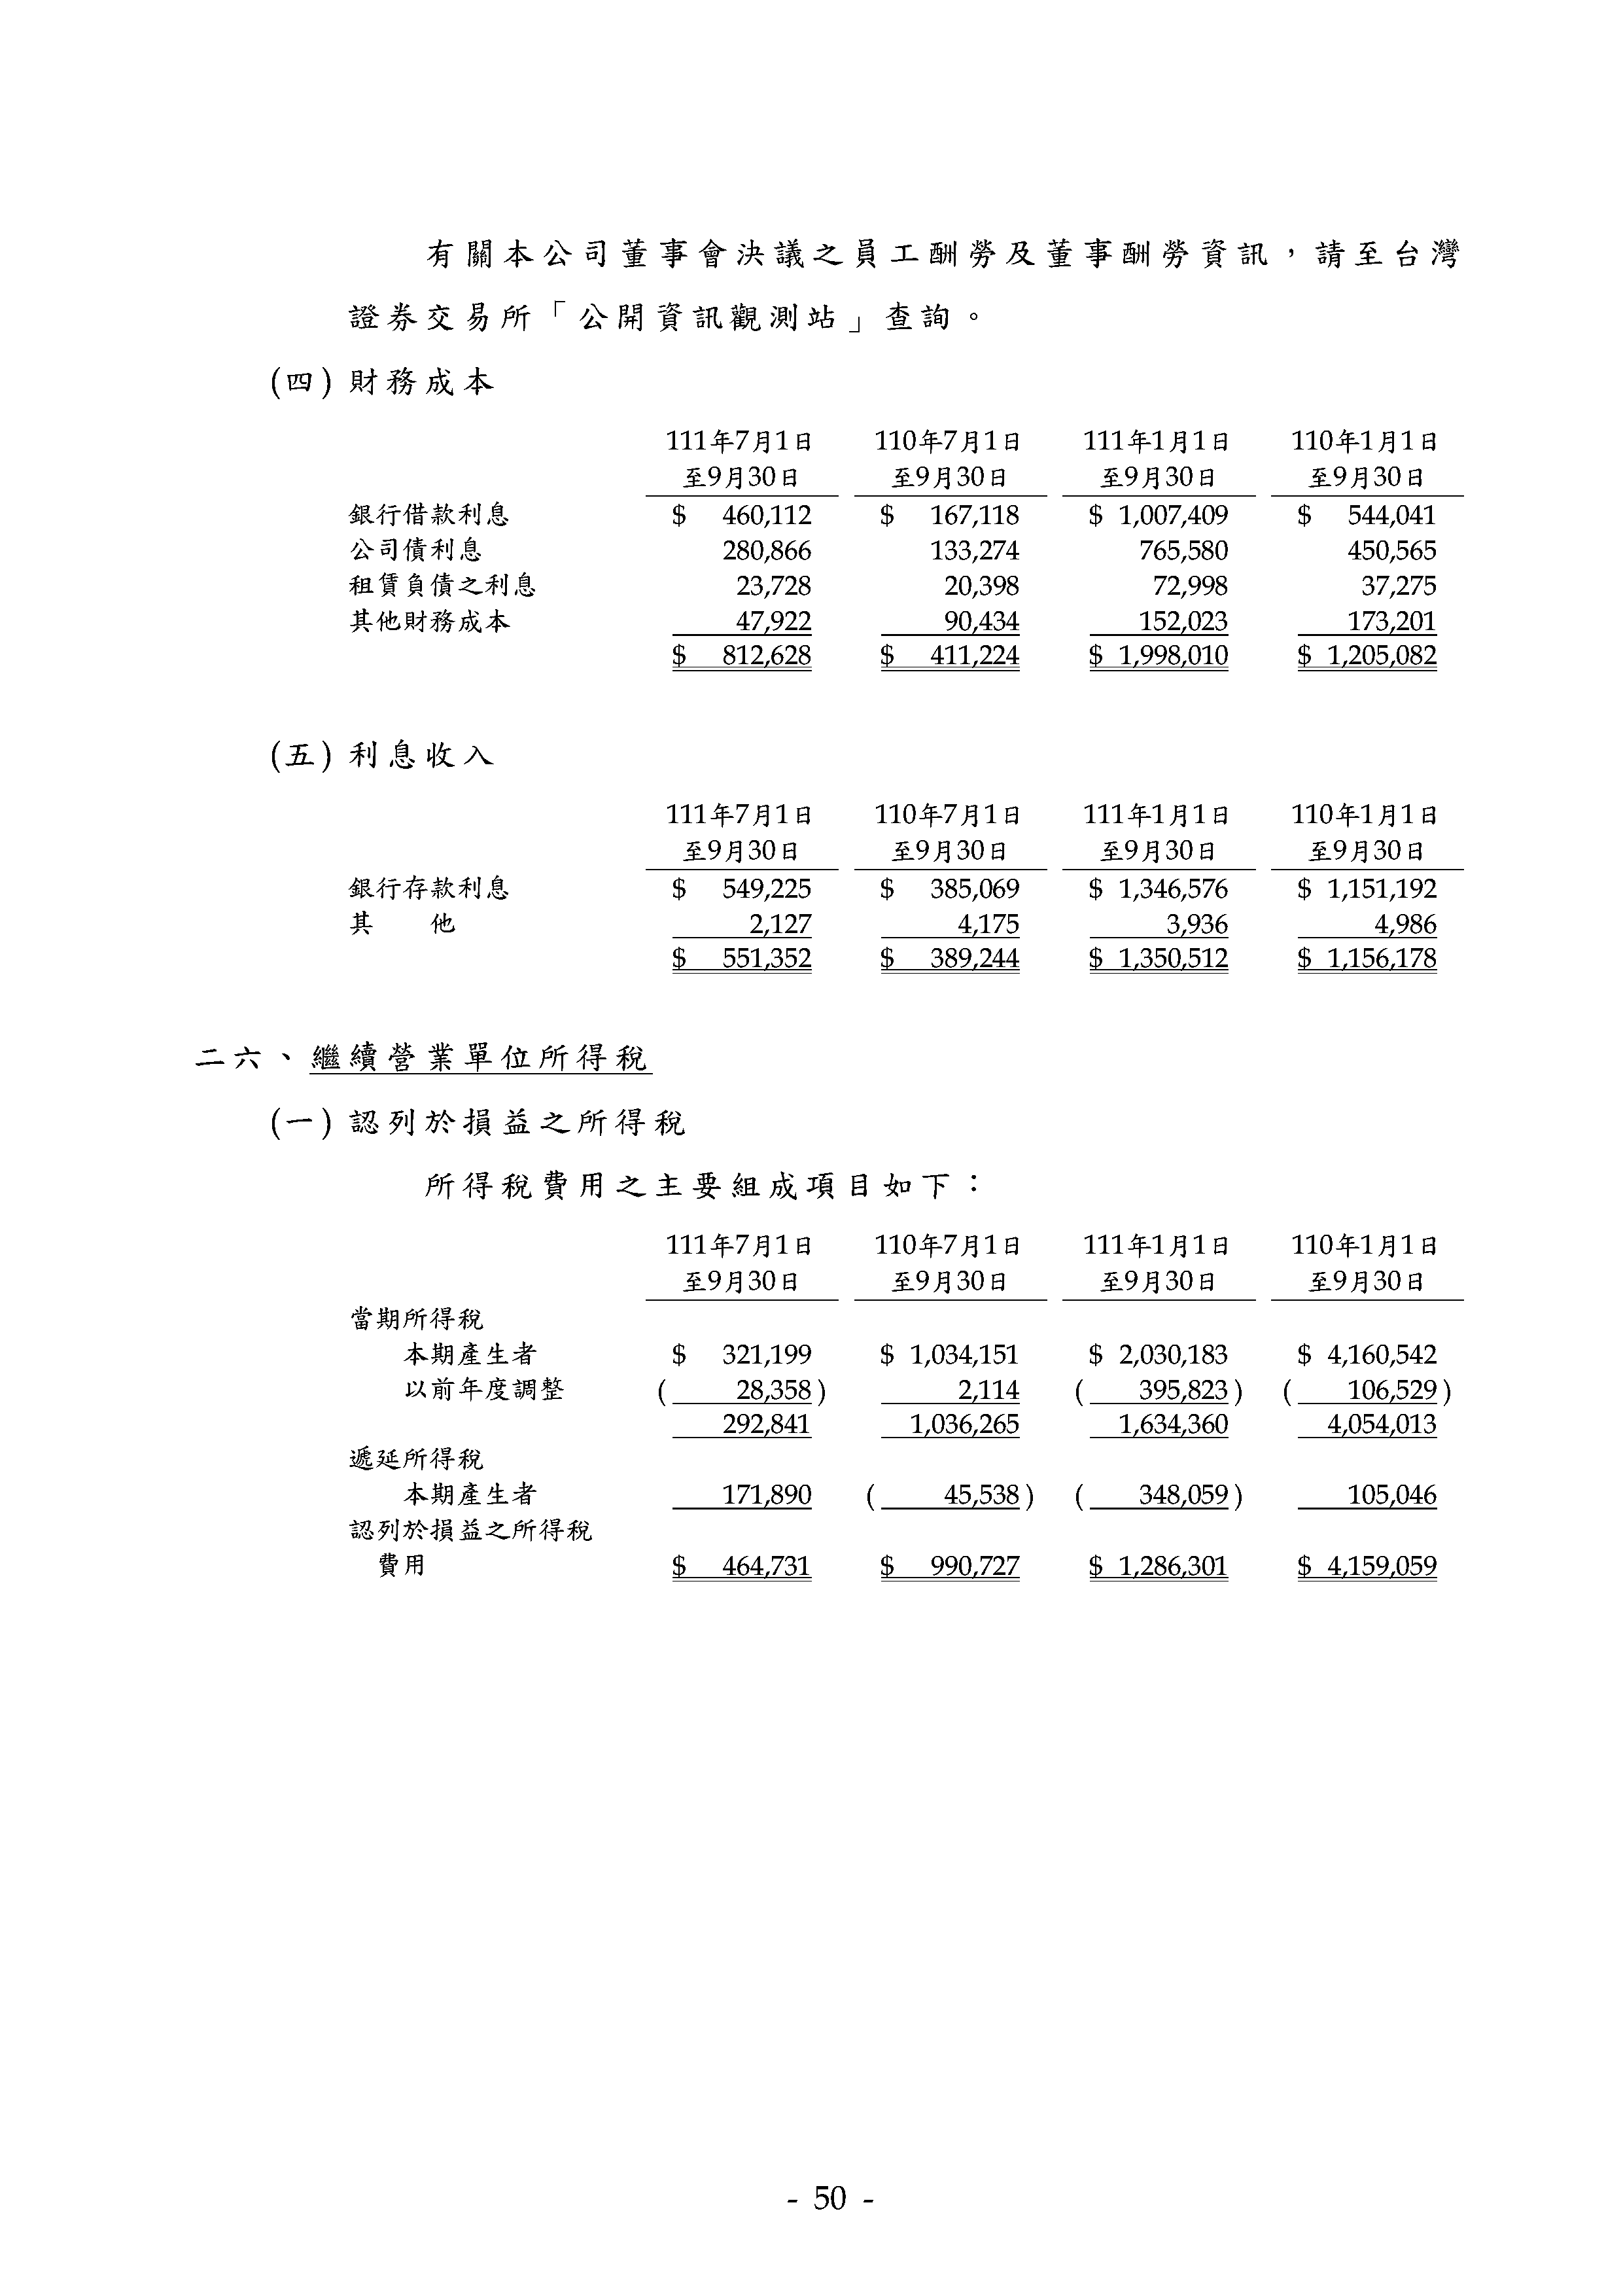 有關本公司董事會決議之員工酬勞及董事酬勞資訊，請至台灣
證券交易所「公開資訊觀測站」查詢。
(四) 財務成本
111年7月1日 110年7月1日 111年1月1日 110年1月1日
至9月30日 至9月30日 至9月30日 至9月30日
銀行借款利息 $ 460,112 $ 167,118 $ 1,007,409 $ 544,041
公司債利息 280,866 133,274 765,580 450,565
租賃負債之利息 23,728 20,398 72,998 37,275
其他財務成本 47,922 90,434 152,023 173,201
$ 812,628 $ 411,224 $ 1,998,010 $ 1,205,082
(五) 利息收入
111年7月1日 110年7月1日 111年1月1日 110年1月1日
至9月30日 至9月30日 至9月30日 至9月30日
銀行存款利息 $ 549,225 $ 385,069 $ 1,346,576 $ 1,151,192
其　　他 2,127 4,175 3,936 4,986
$ 551,352 $ 389,244 $ 1,350,512 $ 1,156,178
二六、繼續營業單位所得稅
(一) 認列於損益之所得稅
所得稅費用之主要組成項目如下：
111年7月1日 110年7月1日 111年1月1日 110年1月1日
至9月30日 至9月30日 至9月30日 至9月30日
當期所得稅
本期產生者 $ 321,199 $ 1,034,151 $ 2,030,183 $ 4,160,542
以前年度調整 ( 28,358) 2,114 ( 395,823) ( 106,529)
292,841 1,036,265 1,634,360 4,054,013
遞延所得稅
本期產生者 171,890 ( 45,538) ( 348,059) 105,046
認列於損益之所得稅
費用 $ 464,731 $ 990,727 $ 1,286,301 $ 4,159,059
- 50 -